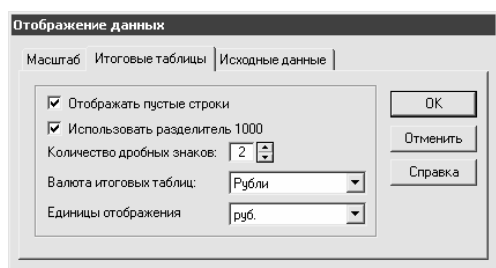 Отображение данных
Масштаб Итоговые таблицы Исходные данные
Отображать пустые строки
Использовать разделитель 1000
Количество дробных знаков: 2
Валюта итоговых таблиц: Рубли
Единицы отображения руб.
OK
Отменить
Справка